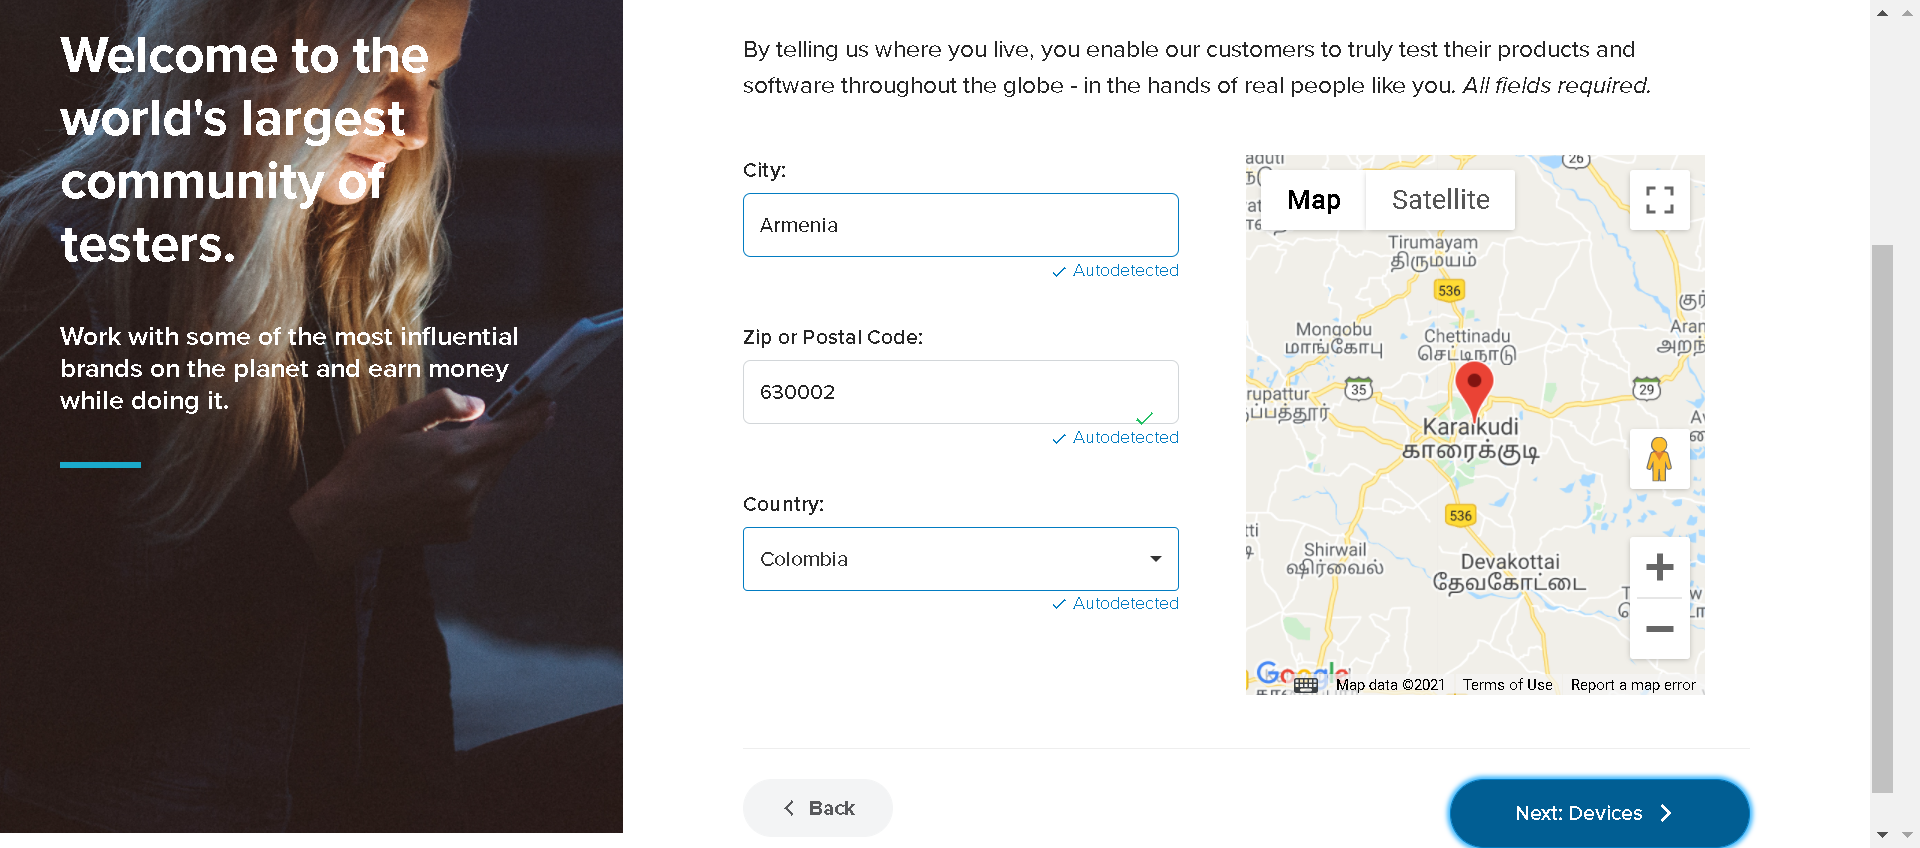 Welcome to the
world's largest
community of
testers.
Work with some of the most influential
brands on the planet and earn money
while doing it.
By telling us where you live, you enable our customers to truly test their products and
software throughout the globe - in the hands of real people like you. All fields required.
City:
Armenia
Autodetected
Zip or Postal Code:
630002
Autodetected
Country:
Colombia
Autodetected
Map
Satellite
26
Tirumayam
திருமயம்
536
Mongobu
மாங்கோபு
Chettinadu
செட்டிநாடு
35
29
Karaikudi
காரைக்குடி
536
Shirwail
ஷிர்வைல்
Devakottai
தேவகோட்டை
Google
Map data ©2021
Terms of Use
Report a map error
Back
Next: Devices